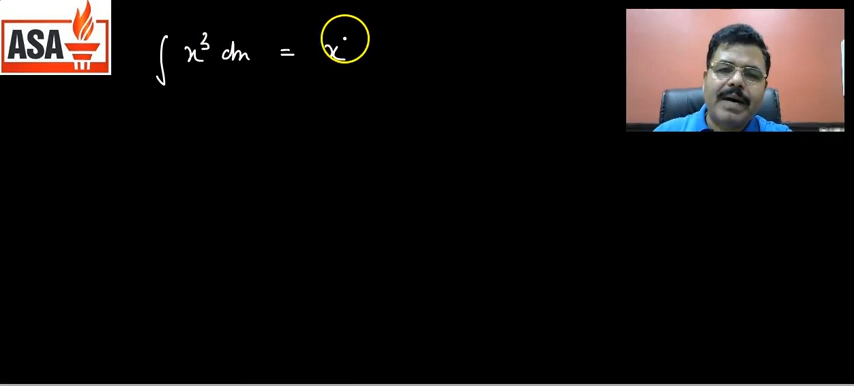 ASA
∫ x³ dx = x